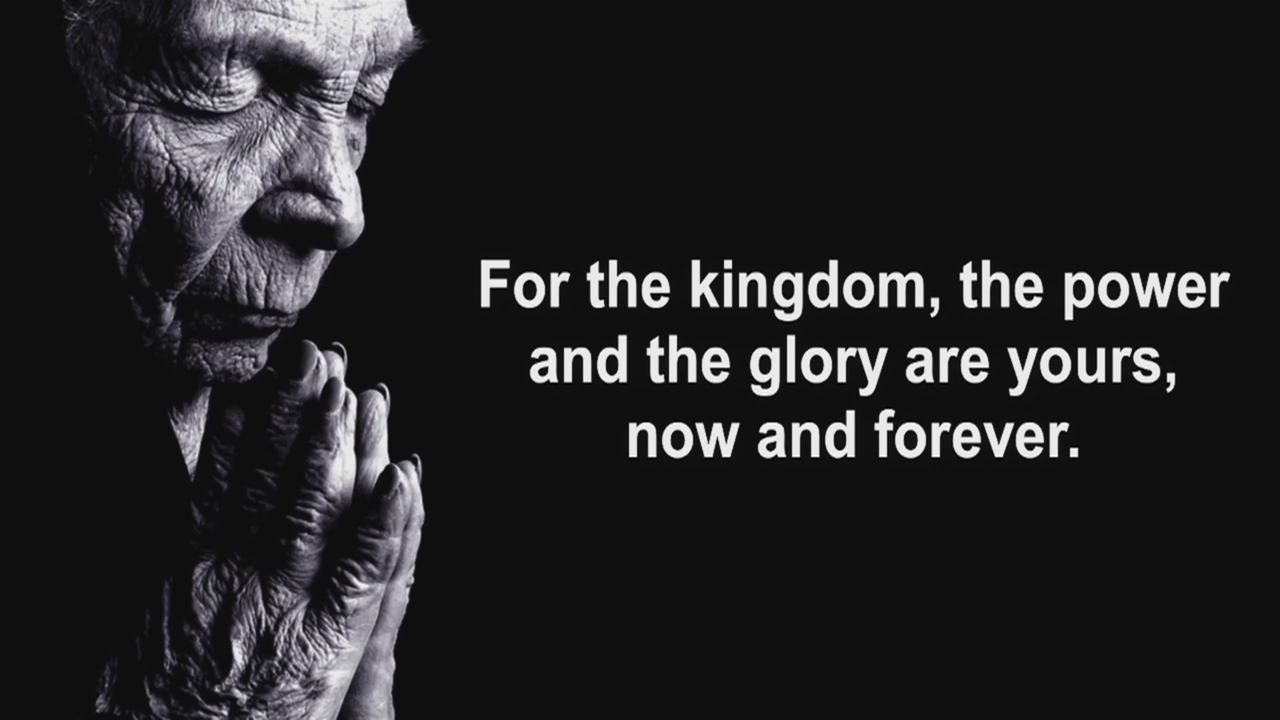 For the kingdom, the power
and the glory are yours,
now and forever.